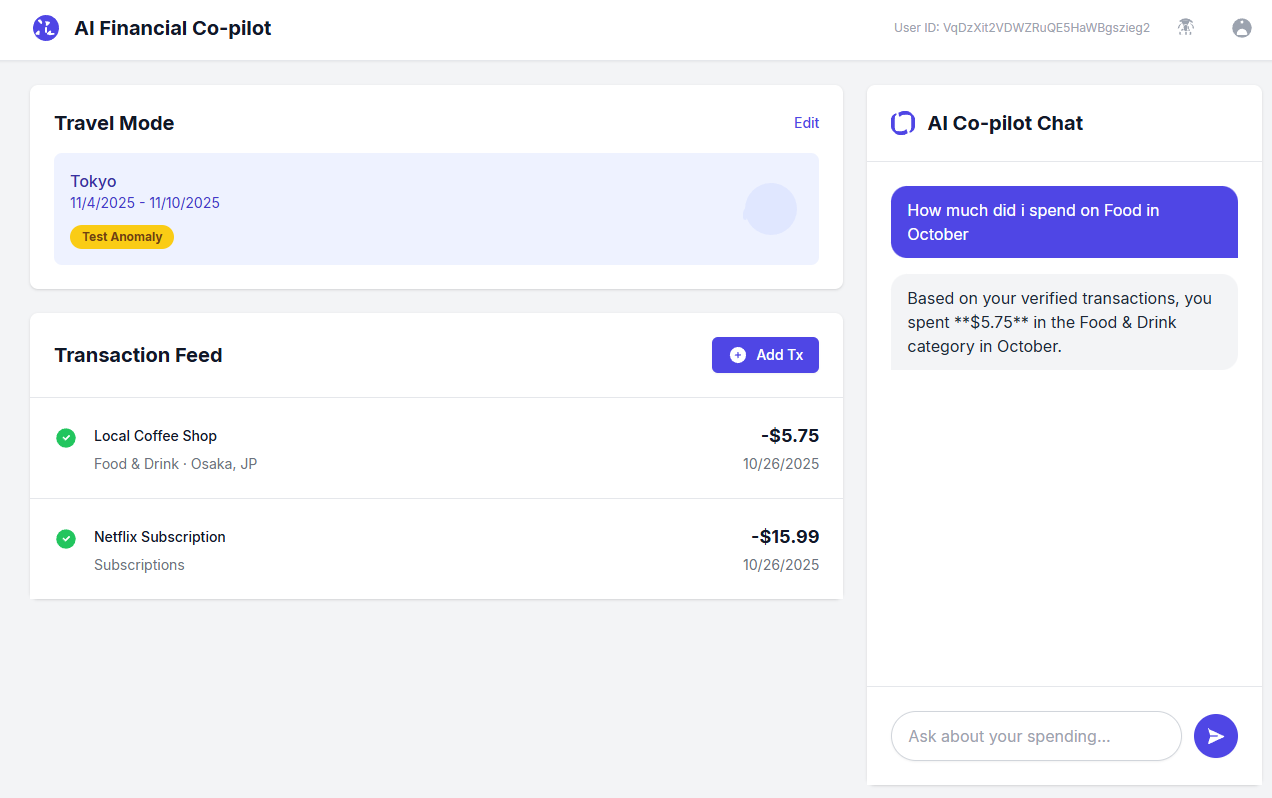 AI Financial Co-pilot
User ID: VqDzXit2VDWZRuQE5HaWBgszieg2
Travel Mode
Edit
Tokyo
11/4/2025 - 11/10/2025
Test Anomaly
Transaction Feed
Add Tx
Local Coffee Shop
-$5.75
Food & Drink · Osaka, JP
10/26/2025
Netflix Subscription
-$15.99
Subscriptions
10/26/2025
AI Co-pilot Chat
How much did i spend on Food in
October
Based on your verified transactions, you
spent **$5.75** in the Food & Drink
category in October.
Ask about your spending...